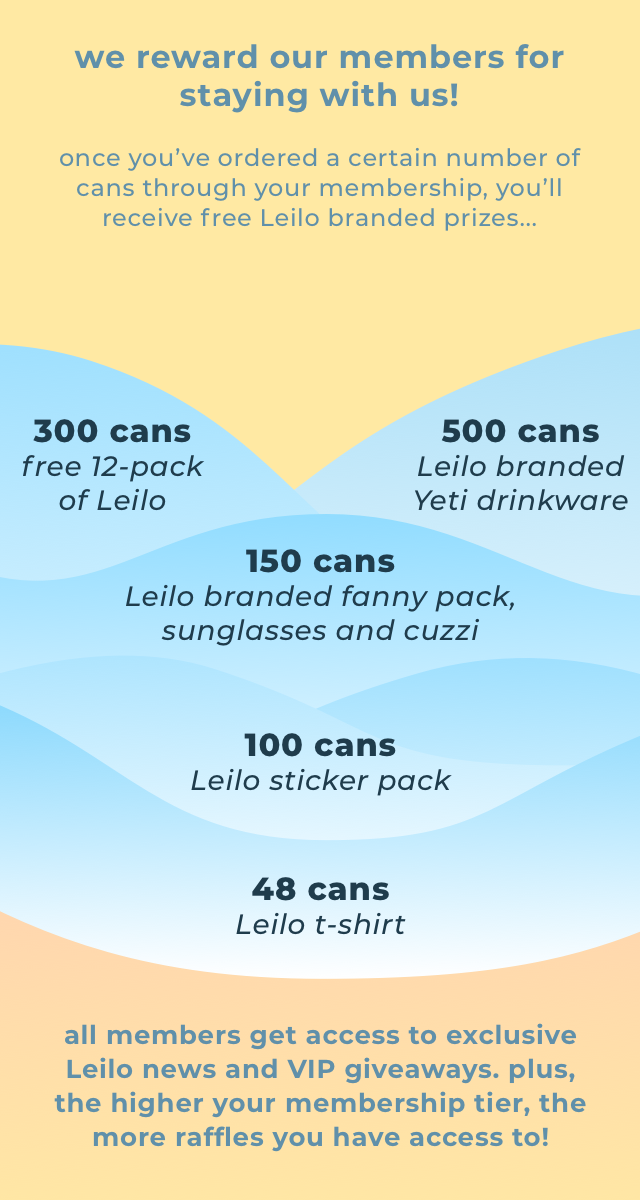 we reward our members for
staying with us!
once you’ve ordered a certain number of
cans through your membership, you’ll
receive free Leilo branded prizes...
300 cans
free 12-pack
of Leilo
500 cans
Leilo branded
Yeti drinkware
150 cans
Leilo branded fanny pack,
sunglasses and cuzzi
100 cans
Leilo sticker pack
48 cans
Leilo t-shirt
all members get access to exclusive
Leilo news and VIP giveaways. plus,
the higher your membership tier, the
more raffles you have access to!